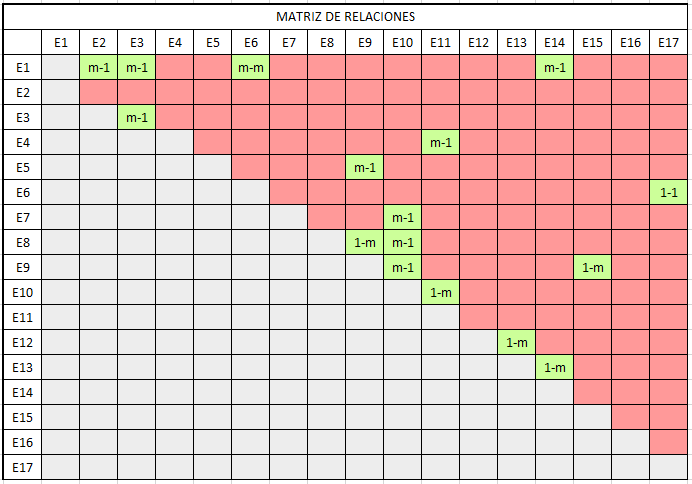 MATRIZ DE RELACIONES
E1 E2 E3 E4 E5 E6 E7 E8 E9 E10 E11 E12 E13 E14 E15 E16 E17
E1 m-1 m-1 m-m m-1
E2
E3 m-1
E4 m-1
E5 m-1
E6 1-1
E7 m-1
E8 1-m m-1
E9 m-1 1-m
E10 1-m
E11
E12 1-m
E13 1-m
E14
E15
E16
E17